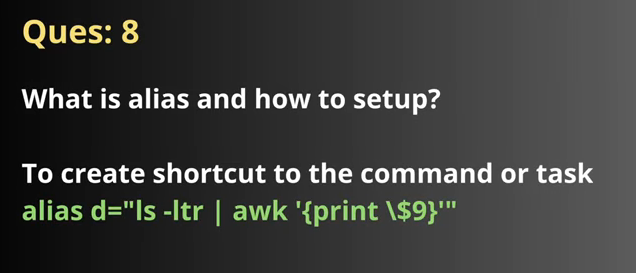 Ques: 8
What is alias and how to setup?
To create shortcut to the command or task
alias d="ls -ltr | awk '{print \$9}'"